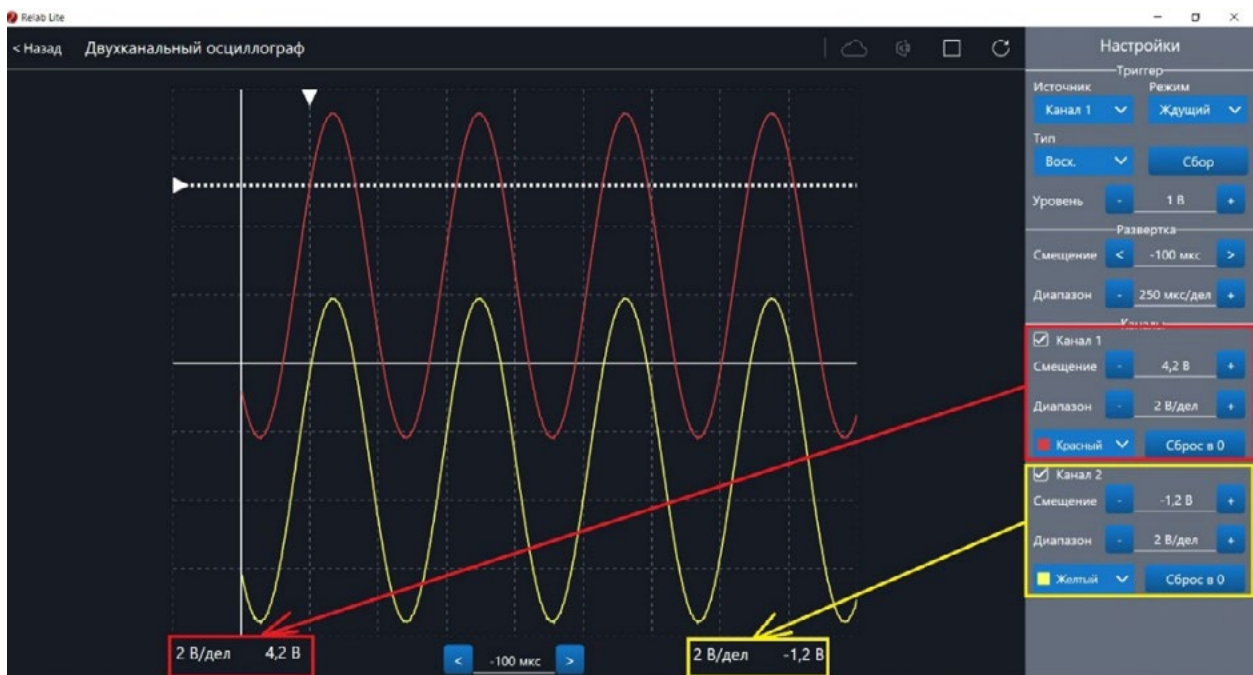 Relab Lite
< Назад Двухканальный осциллограф
Настройки
Триггер
Источник Режим
Канал 1 Ждущий
Тип
Восх. Сбор
Уровень - 1 В +
Развертка
Смещение < -100 мкс >
Диапазон - 250 мкс/дел +
Каналы
Канал 1
Смещение - 4,2 В +
Диапазон - 2 В/дел +
Красный Сброс в 0
Канал 2
Смещение - -1,2 В +
Диапазон - 2 В/дел +
Желтый Сброс в 0
2 В/дел 4,2 В < -100 мкс > 2 В/дел -1,2 В